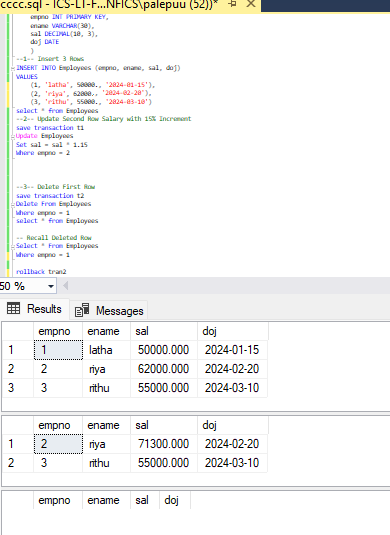 cccc.sql - ICS-LT-F...NFICS\palepuu (52))*
empno INT PRIMARY KEY,
ename VARCHAR(30),
sal DECIMAL(10, 3),
doj DATE
)
--1-- Insert 3 Rows
INSERT INTO Employees (empno, ename, sal, doj)
VALUES
(1, 'latha', 50000., '2024-01-15'),
(2, 'riya', 62000., '2024-02-20'),
(3, 'rithu', 55000., '2024-03-10')
select * from Employees
--2-- Update Second Row Salary with 15% increment
save transaction t1
Update Employees
Set sal = sal * 1.15
Where empno = 2
--3-- Delete First Row
save transaction t2
Delete From Employees
Where empno = 1
select * from Employees
-- Recall Deleted Row
Select * from Employees
Where empno = 1
rollback tran2
50 %
Results Messages
empno ename sal doj
1 1 latha 50000.000 2024-01-15
2 2 riya 62000.000 2024-02-20
3 3 rithu 55000.000 2024-03-10
empno ename sal doj
1 2 riya 71300.000 2024-02-20
2 3 rithu 55000.000 2024-03-10
empno ename sal doj